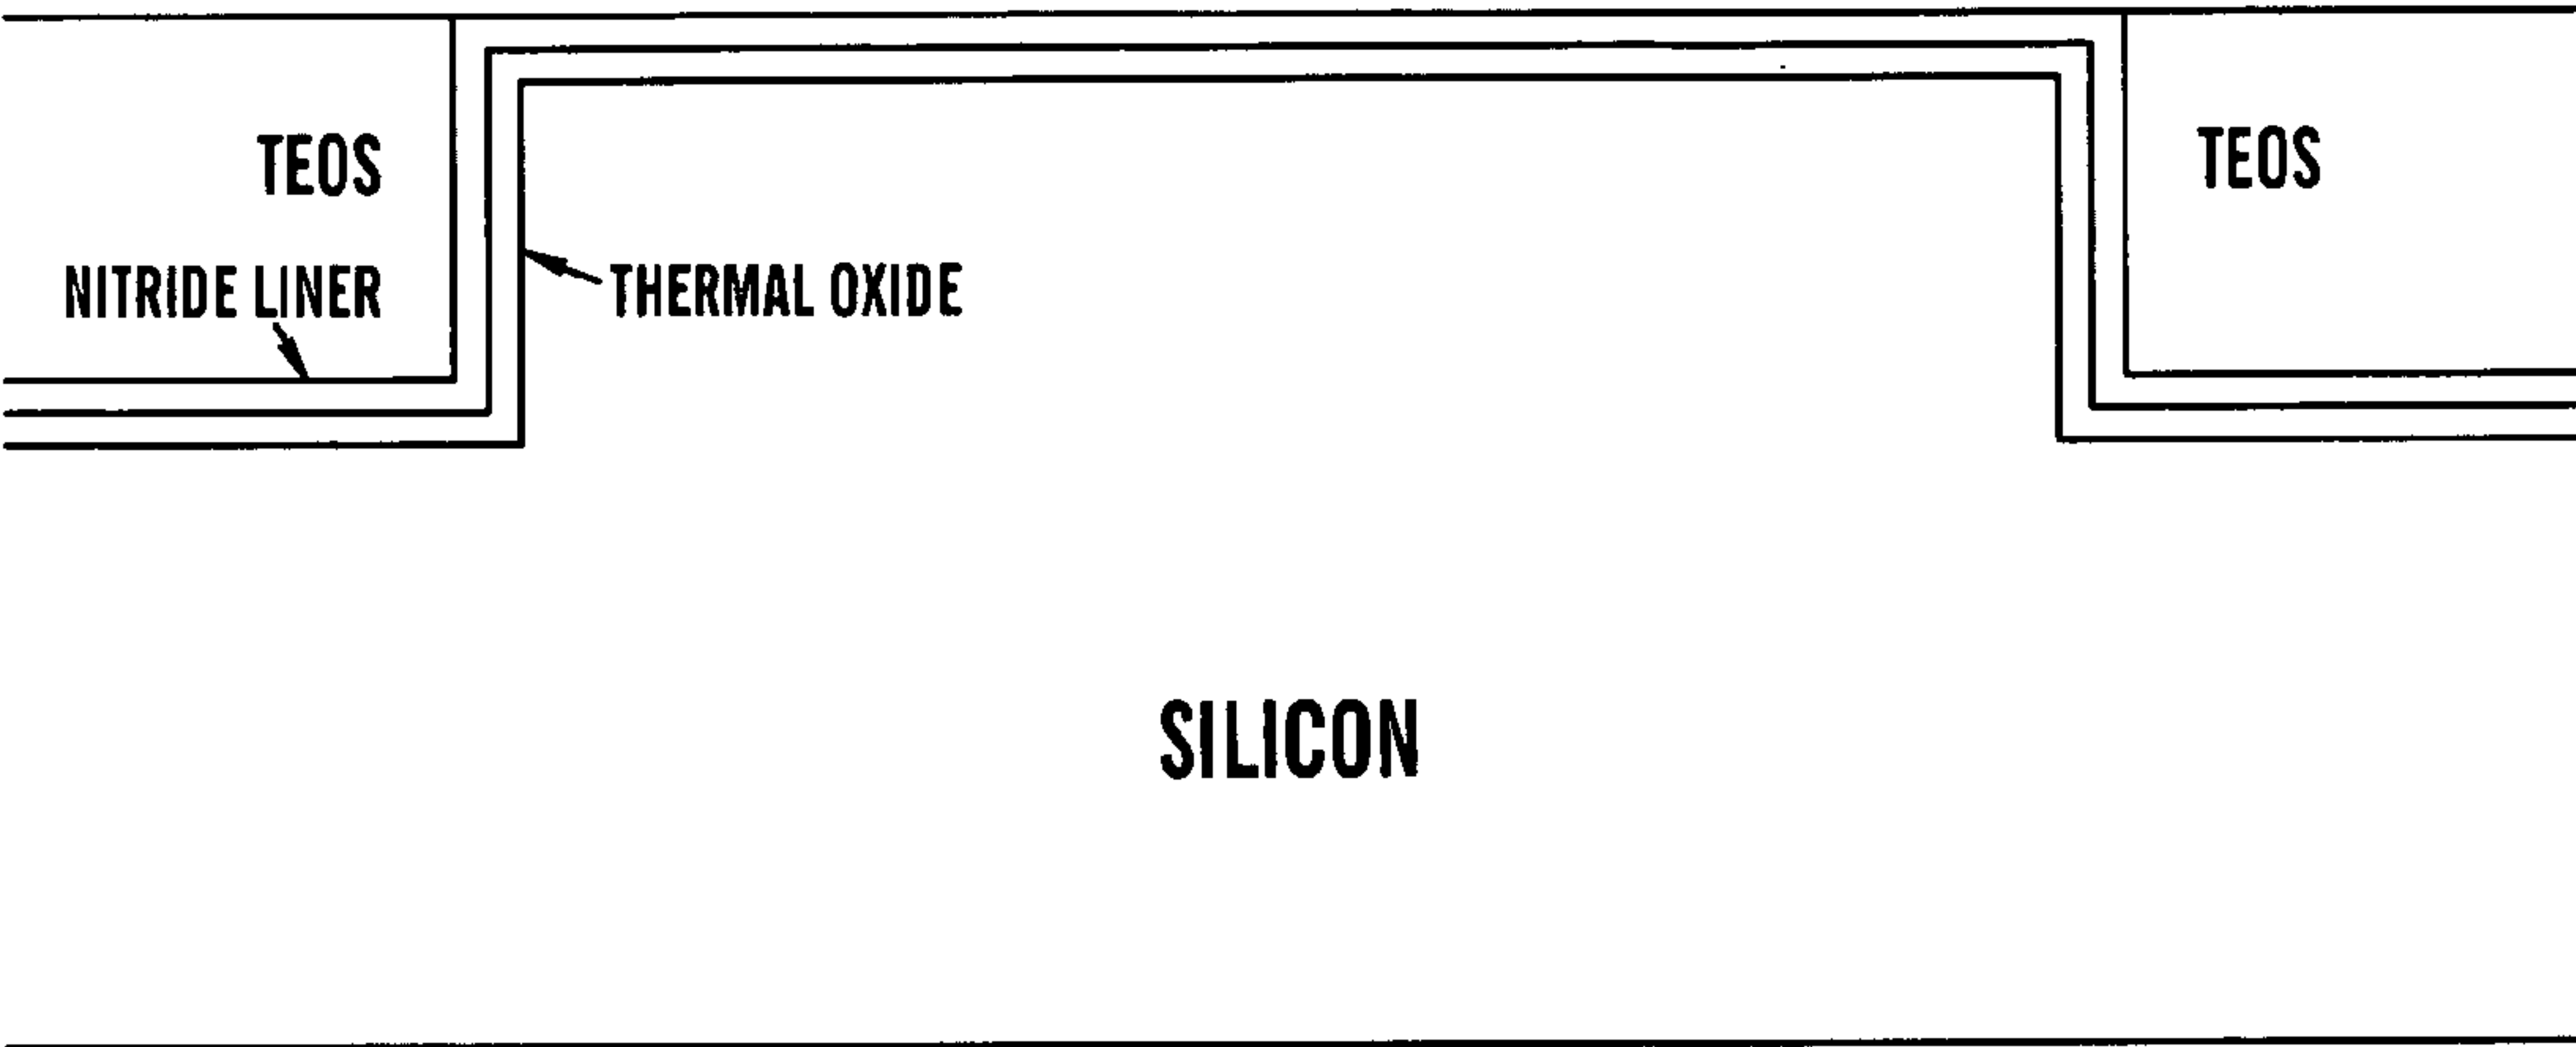 TEOS
TEOS
NITRIDE LINER
THERMAL OXIDE
SILICON